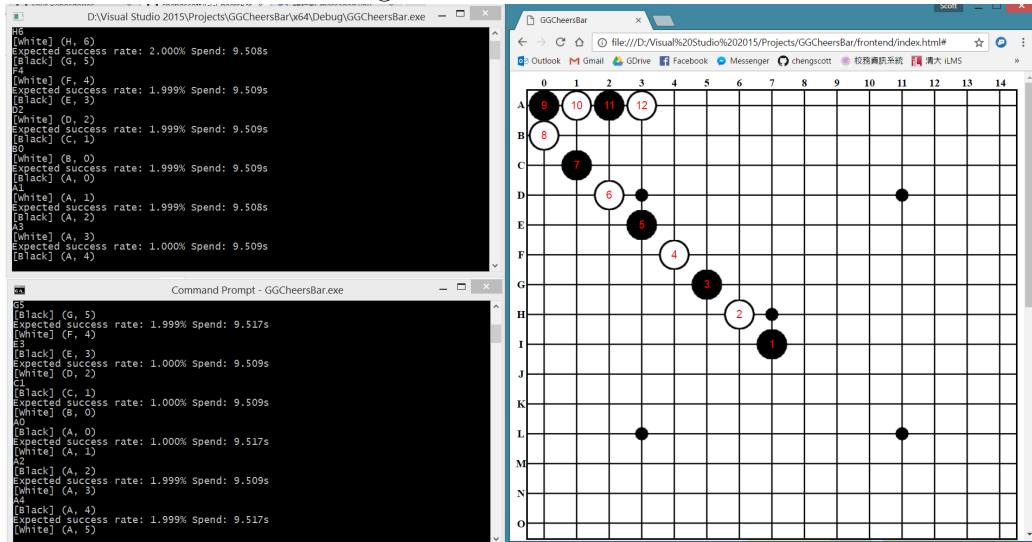 D:\Visual Studio 2015\Projects\GGCheersBar\x64\Debug\GGCheersBar.exe
H6
[White] (H, 6)
Expected success rate: 2.000% Spend: 9.508s
[Black] (G, 5)
F4
[White] (F, 4)
Expected success rate: 1.999% Spend: 9.509s
[Black] (E, 3)
D2
[White] (D, 2)
Expected success rate: 1.999% Spend: 9.509s
[Black] (C, 1)
B0
[White] (B, 0)
Expected success rate: 1.999% Spend: 9.509s
[Black] (A, 0)
A1
[White] (A, 1)
Expected success rate: 1.999% Spend: 9.508s
[Black] (A, 2)
A3
[White] (A, 3)
Expected success rate: 1.000% Spend: 9.509s
[Black] (A, 4)
Command Prompt - GGCheersBar.exe
G5
[Black] (G, 5)
Expected success rate: 1.999% Spend: 9.517s
[White] (F, 4)
E3
[Black] (E, 3)
Expected success rate: 1.000% Spend: 9.509s
[White] (D, 2)
C1
[Black] (C, 1)
Expected success rate: 1.000% Spend: 9.509s
[White] (B, 0)
A0
[Black] (A, 0)
Expected success rate: 1.000% Spend: 9.517s
[White] (A, 1)
A2
[Black] (A, 2)
Expected success rate: 1.999% Spend: 9.509s
[White] (A, 3)
A4
[Black] (A, 4)
Expected success rate: 1.999% Spend: 9.517s
[White] (A, 5)
Scott
GGCheersBar
file:///D:/Visual%20Studio%202015/Projects/GGCheersBar/frontend/index.html#
Outlook Gmail GDrive Facebook Messenger chengscott 校務資訊系統 清大 iLMS »
0 1 2 3 4 5 6 7 8 9 10 11 12 13 14
A 9 10 11 12
B 8
C 7
D 6
E 5
F 4
G 3
H 2
I 1
J
K
L
M
N
O